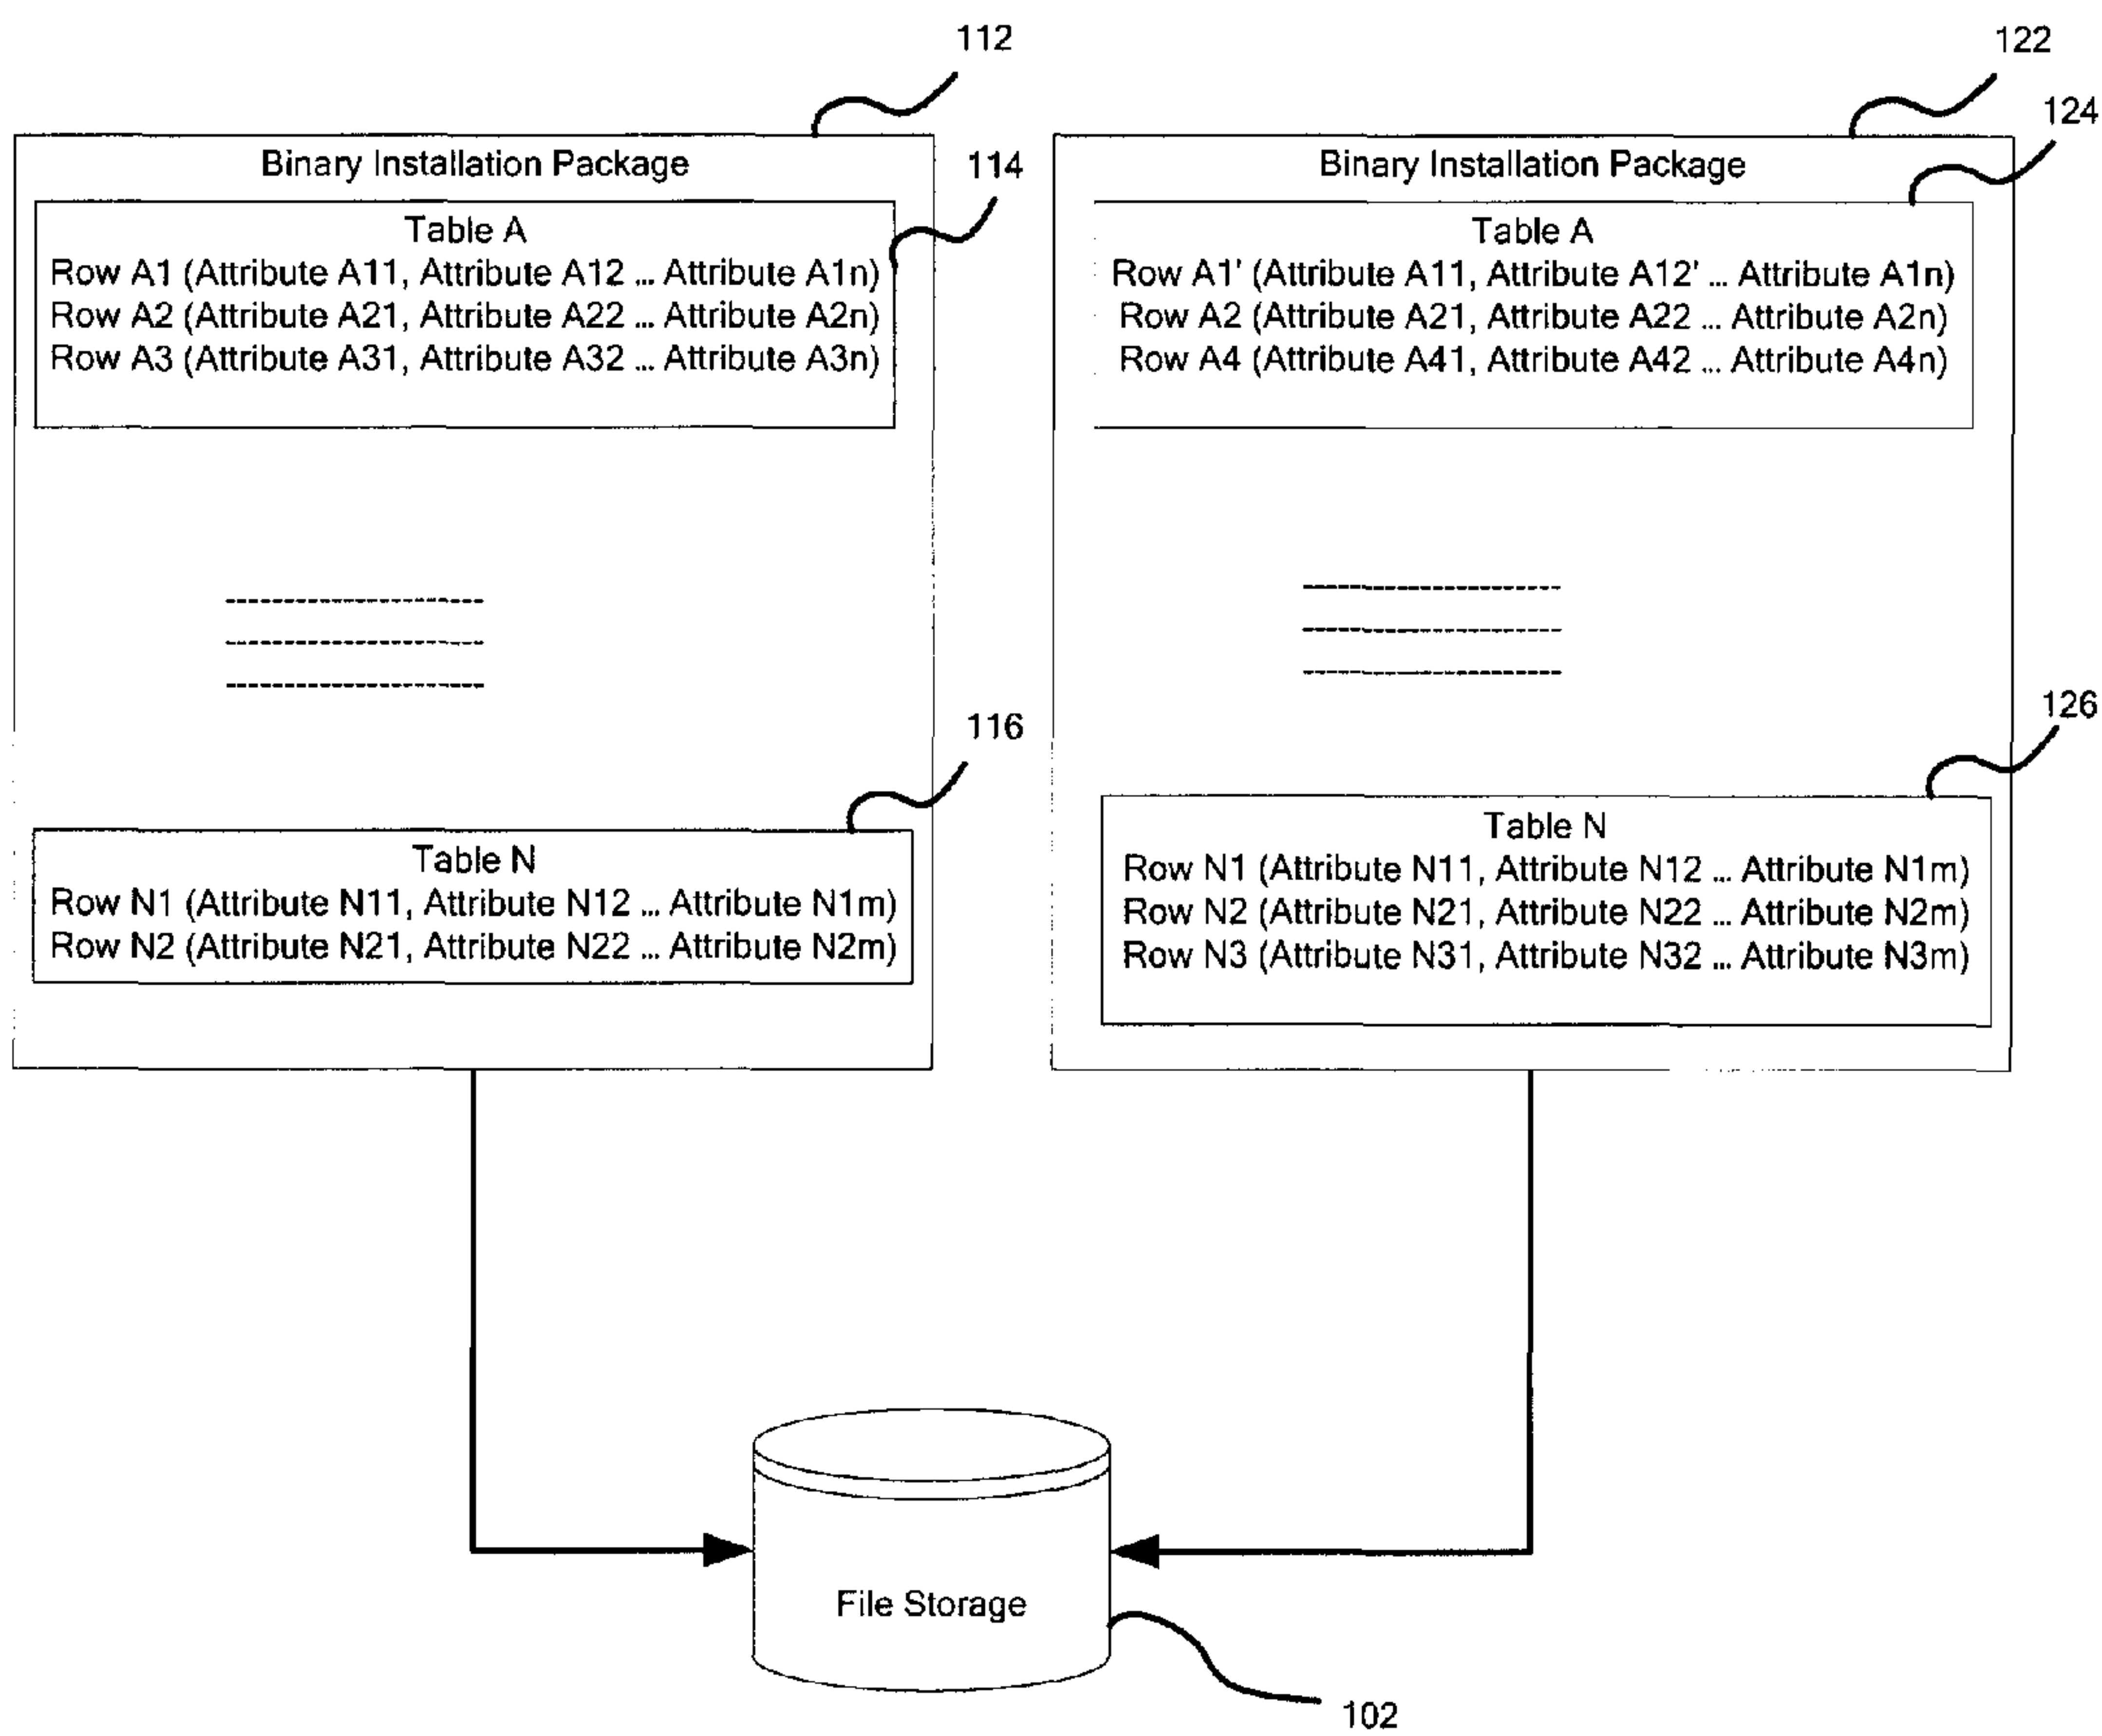 112
Binary Installation Package
114
Table A
Row A1 (Attribute A11, Attribute A12 ... Attribute A1n)
Row A2 (Attribute A21, Attribute A22 ... Attribute A2n)
Row A3 (Attribute A31, Attribute A32 ... Attribute A3n)
116
Table N
Row N1 (Attribute N11, Attribute N12 ... Attribute N1m)
Row N2 (Attribute N21, Attribute N22 ... Attribute N2m)
122
124
Binary Installation Package
Table A
Row A1' (Attribute A11, Attribute A12' ... Attribute A1n)
Row A2 (Attribute A21, Attribute A22 ... Attribute A2n)
Row A4 (Attribute A41, Attribute A42 ... Attribute A4n)
126
Table N
Row N1 (Attribute N11, Attribute N12 ... Attribute N1m)
Row N2 (Attribute N21, Attribute N22 ... Attribute N2m)
Row N3 (Attribute N31, Attribute N32 ... Attribute N3m)
File Storage
102